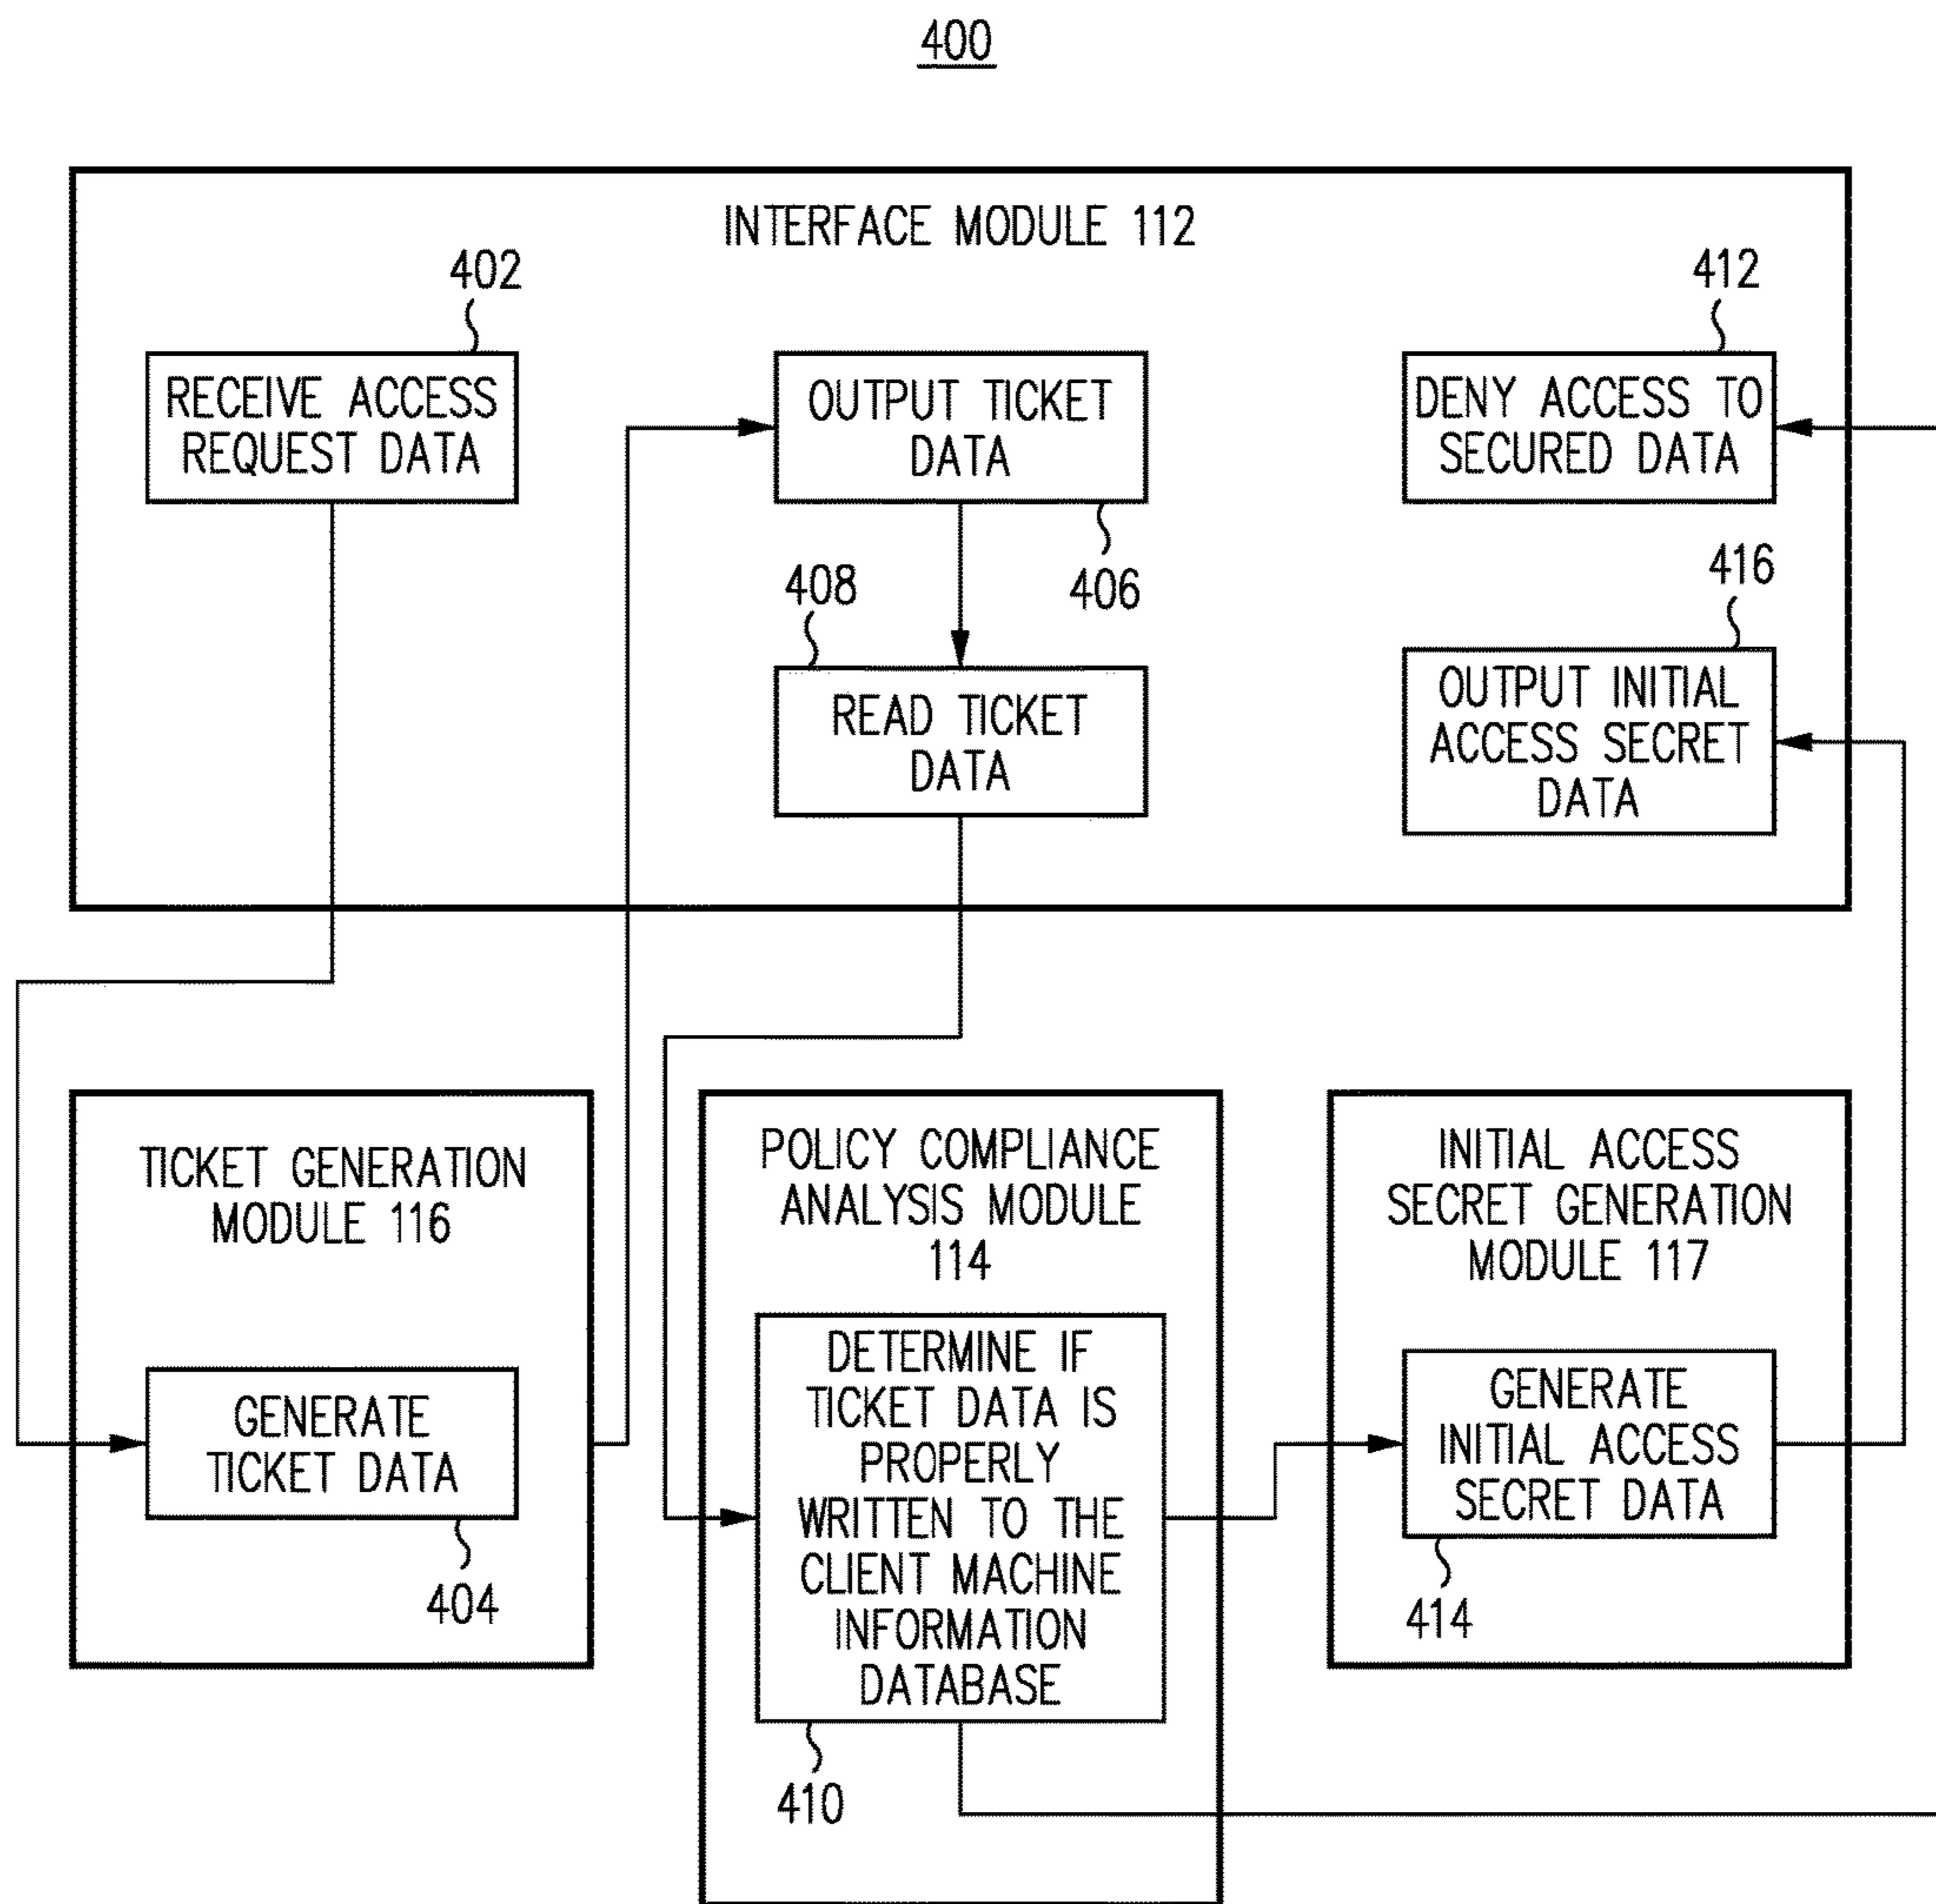 400
INTERFACE MODULE 112
402
RECEIVE ACCESS
REQUEST DATA
OUTPUT TICKET
DATA
406
408
READ TICKET
DATA
412
DENY ACCESS TO
SECURED DATA
416
OUTPUT INITIAL
ACCESS SECRET
DATA
TICKET GENERATION
MODULE 116
GENERATE
TICKET DATA
404
POLICY COMPLIANCE
ANALYSIS MODULE
114
DETERMINE IF
TICKET DATA IS
PROPERLY
WRITTEN TO THE
CLIENT MACHINE
INFORMATION
DATABASE
410
INITIAL ACCESS
SECRET GENERATION
MODULE 117
GENERATE
INITIAL ACCESS
SECRET DATA
414